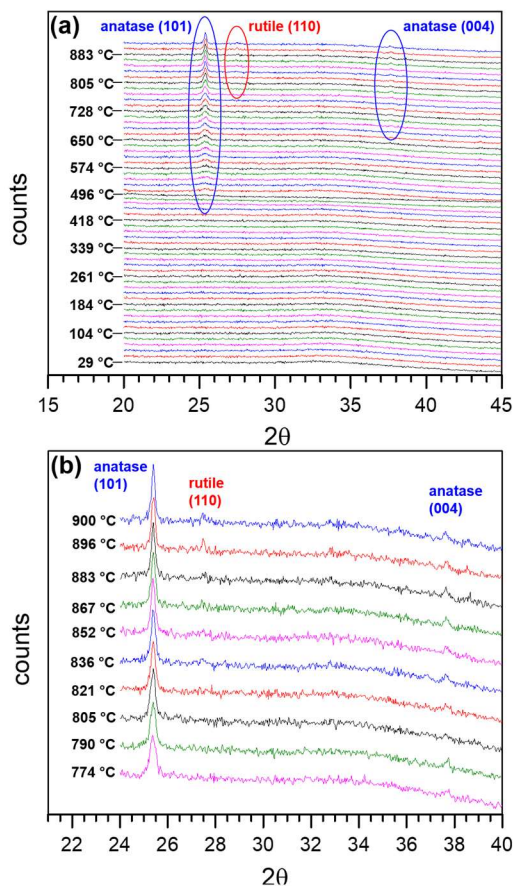 (a)
anatase (101)
rutile (110)
anatase (004)
883 °C
805 °C
728 °C
650 °C
574 °C
496 °C
418 °C
339 °C
261 °C
184 °C
104 °C
29 °C
counts
15 20 25 30 35 40 45
2θ
(b)
anatase
(101)
rutile
(110)
anatase
(004)
900 °C
896 °C
883 °C
867 °C
852 °C
836 °C
821 °C
805 °C
790 °C
774 °C
counts
22 24 26 28 30 32 34 36 38 40
2θ